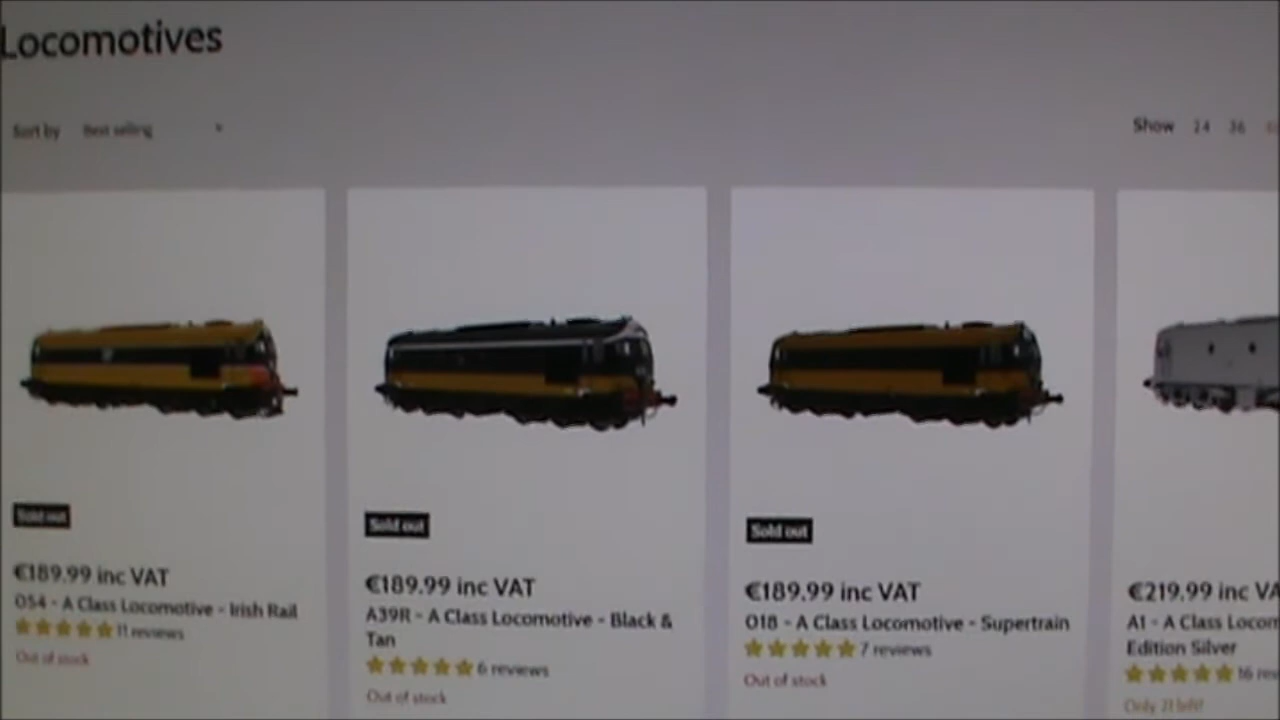 Locomotives
Sort by Best selling
Show 24 36
Sold out
€189.99 inc VAT
054 - A Class Locomotive - Irish Rail
11 reviews
Out of stock
Sold out
€189.99 inc VAT
A39R - A Class Locomotive - Black &
Tan
6 reviews
Out of stock
Sold out
€189.99 inc VAT
018 - A Class Locomotive - Supertrain
7 reviews
Out of stock
€219.99 inc VA
A1 - A Class Locom
Edition Silver
16 rev
Only 21 left!